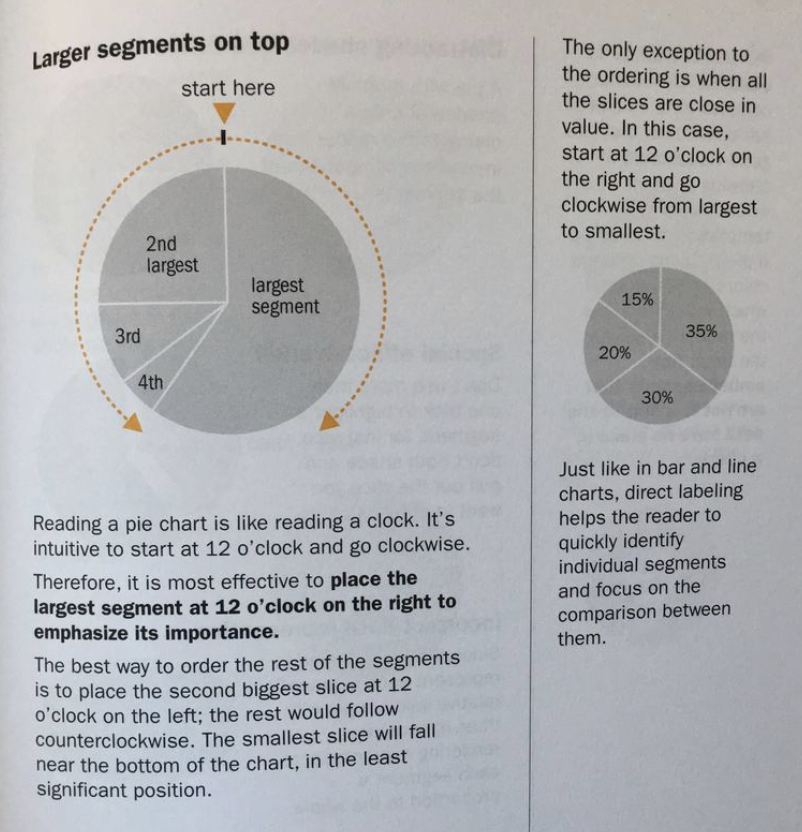 Larger segments on top
start here
2nd
largest
largest
segment
3rd
4th
Reading a pie chart is like reading a clock. It's
intuitive to start at 12 o'clock and go clockwise.
Therefore, it is most effective to place the
largest segment at 12 o'clock on the right to
emphasize its importance.
The best way to order the rest of the segments
is to place the second biggest slice at 12
o'clock on the left; the rest would follow
counterclockwise. The smallest slice will fall
near the bottom of the chart, in the least
significant position.
The only exception to
the ordering is when all
the slices are close in
value. In this case,
start at 12 o'clock on
the right and go
clockwise from largest
to smallest.
15%
35%
20%
30%
Just like in bar and line
charts, direct labeling
helps the reader to
quickly identify
individual segments
and focus on the
comparison between
them.